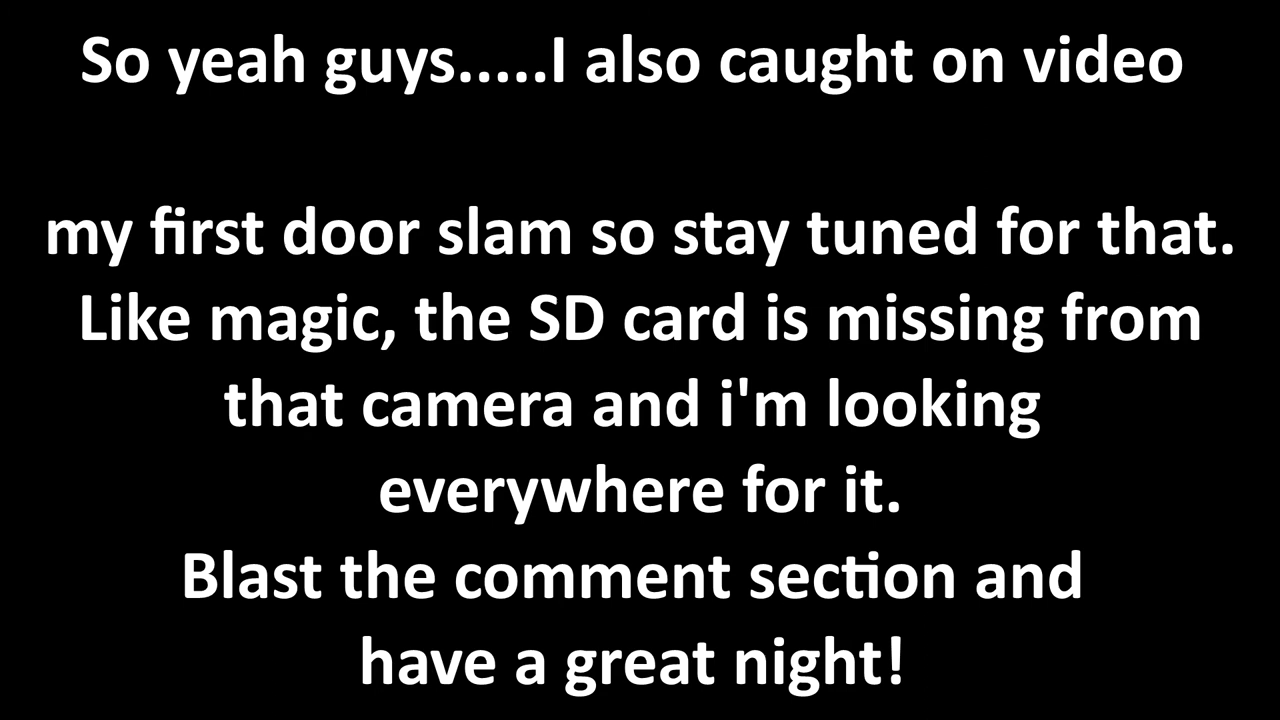 So yeah guys.....I also caught on video
my first door slam so stay tuned for that.
Like magic, the SD card is missing from
that camera and i'm looking
everywhere for it.
Blast the comment section and
have a great night!